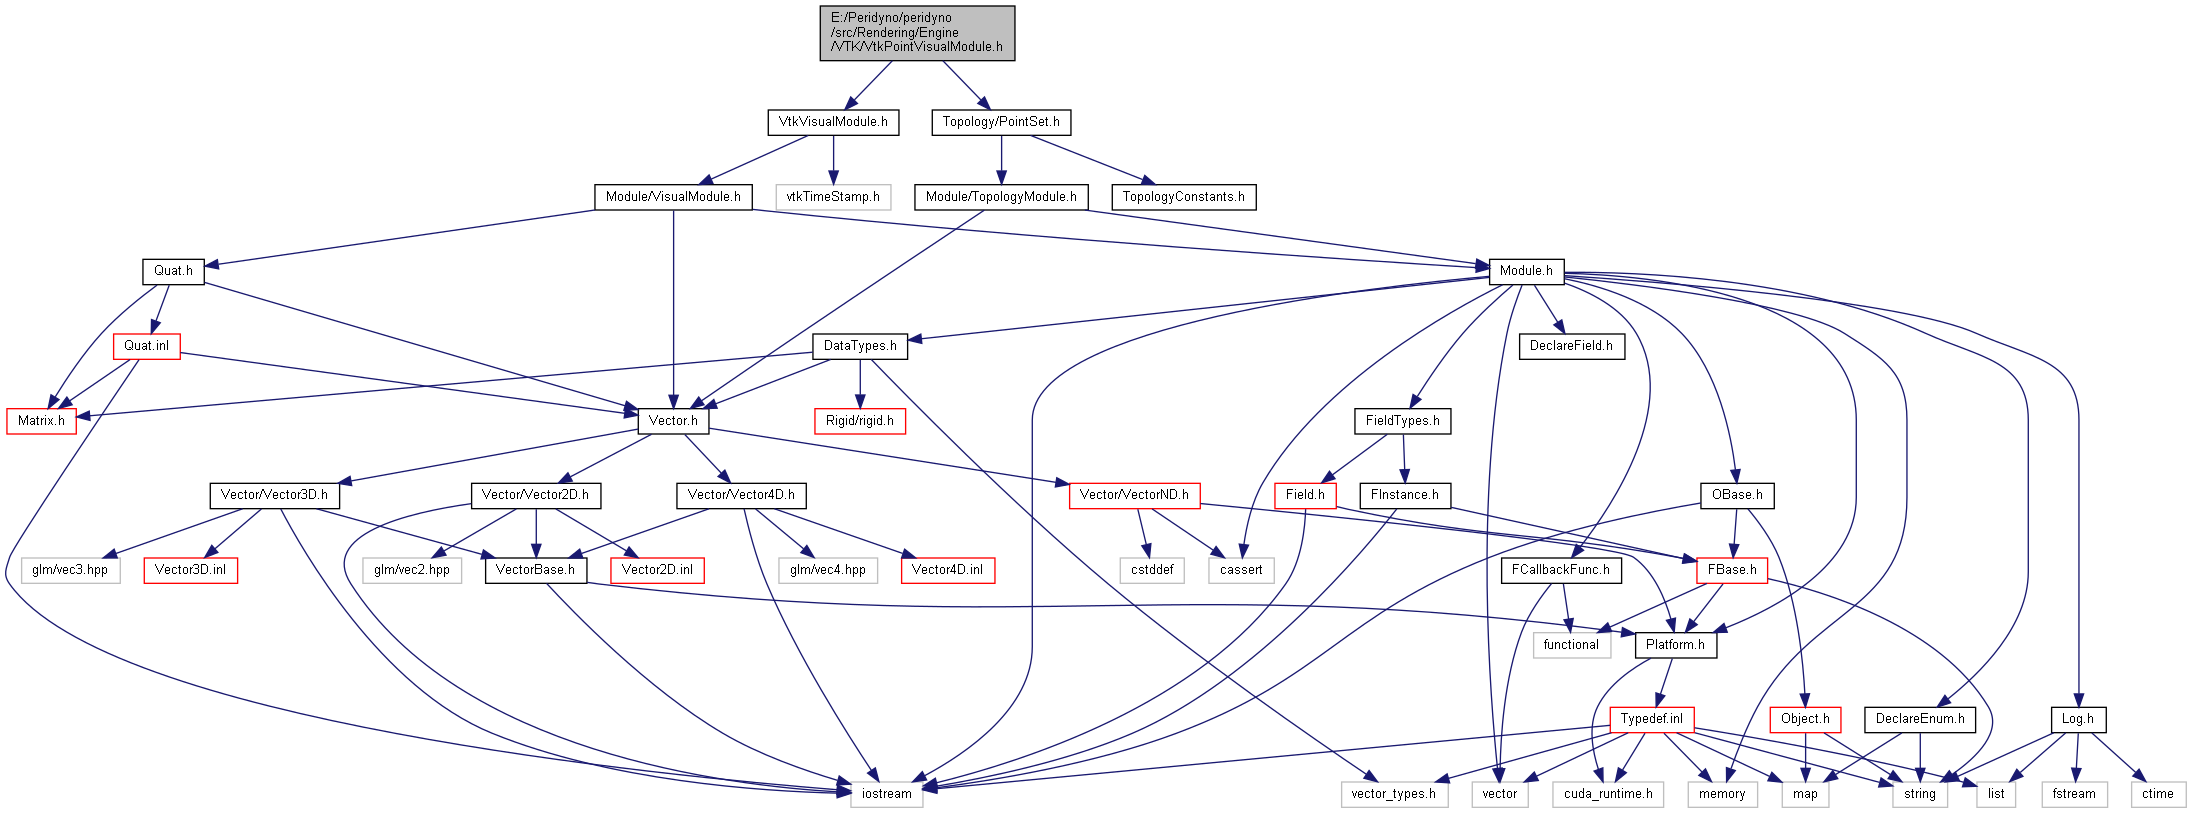 E:/Peridyno/peridyno
/src/Rendering/Engine
/VTK/VtkPointVisualModule.h
VtkVisualModule.h
Topology/PointSet.h
Module/VisualModule.h
vtkTimeStamp.h
Module/TopologyModule.h
TopologyConstants.h
Quat.h
Module.h
Quat.inl
DataTypes.h
DeclareField.h
Matrix.h
Vector.h
Rigid/rigid.h
FieldTypes.h
Vector/Vector3D.h
Vector/Vector2D.h
Vector/Vector4D.h
Vector/VectorND.h
Field.h
FInstance.h
OBase.h
glm/vec3.hpp
Vector3D.inl
glm/vec2.hpp
VectorBase.h
Vector2D.inl
glm/vec4.hpp
Vector4D.inl
cstddef
cassert
FCallbackFunc.h
FBase.h
functional
Platform.h
Typedef.inl
Object.h
DeclareEnum.h
Log.h
iostream
vector_types.h
vector
cuda_runtime.h
memory
map
string
list
fstream
ctime